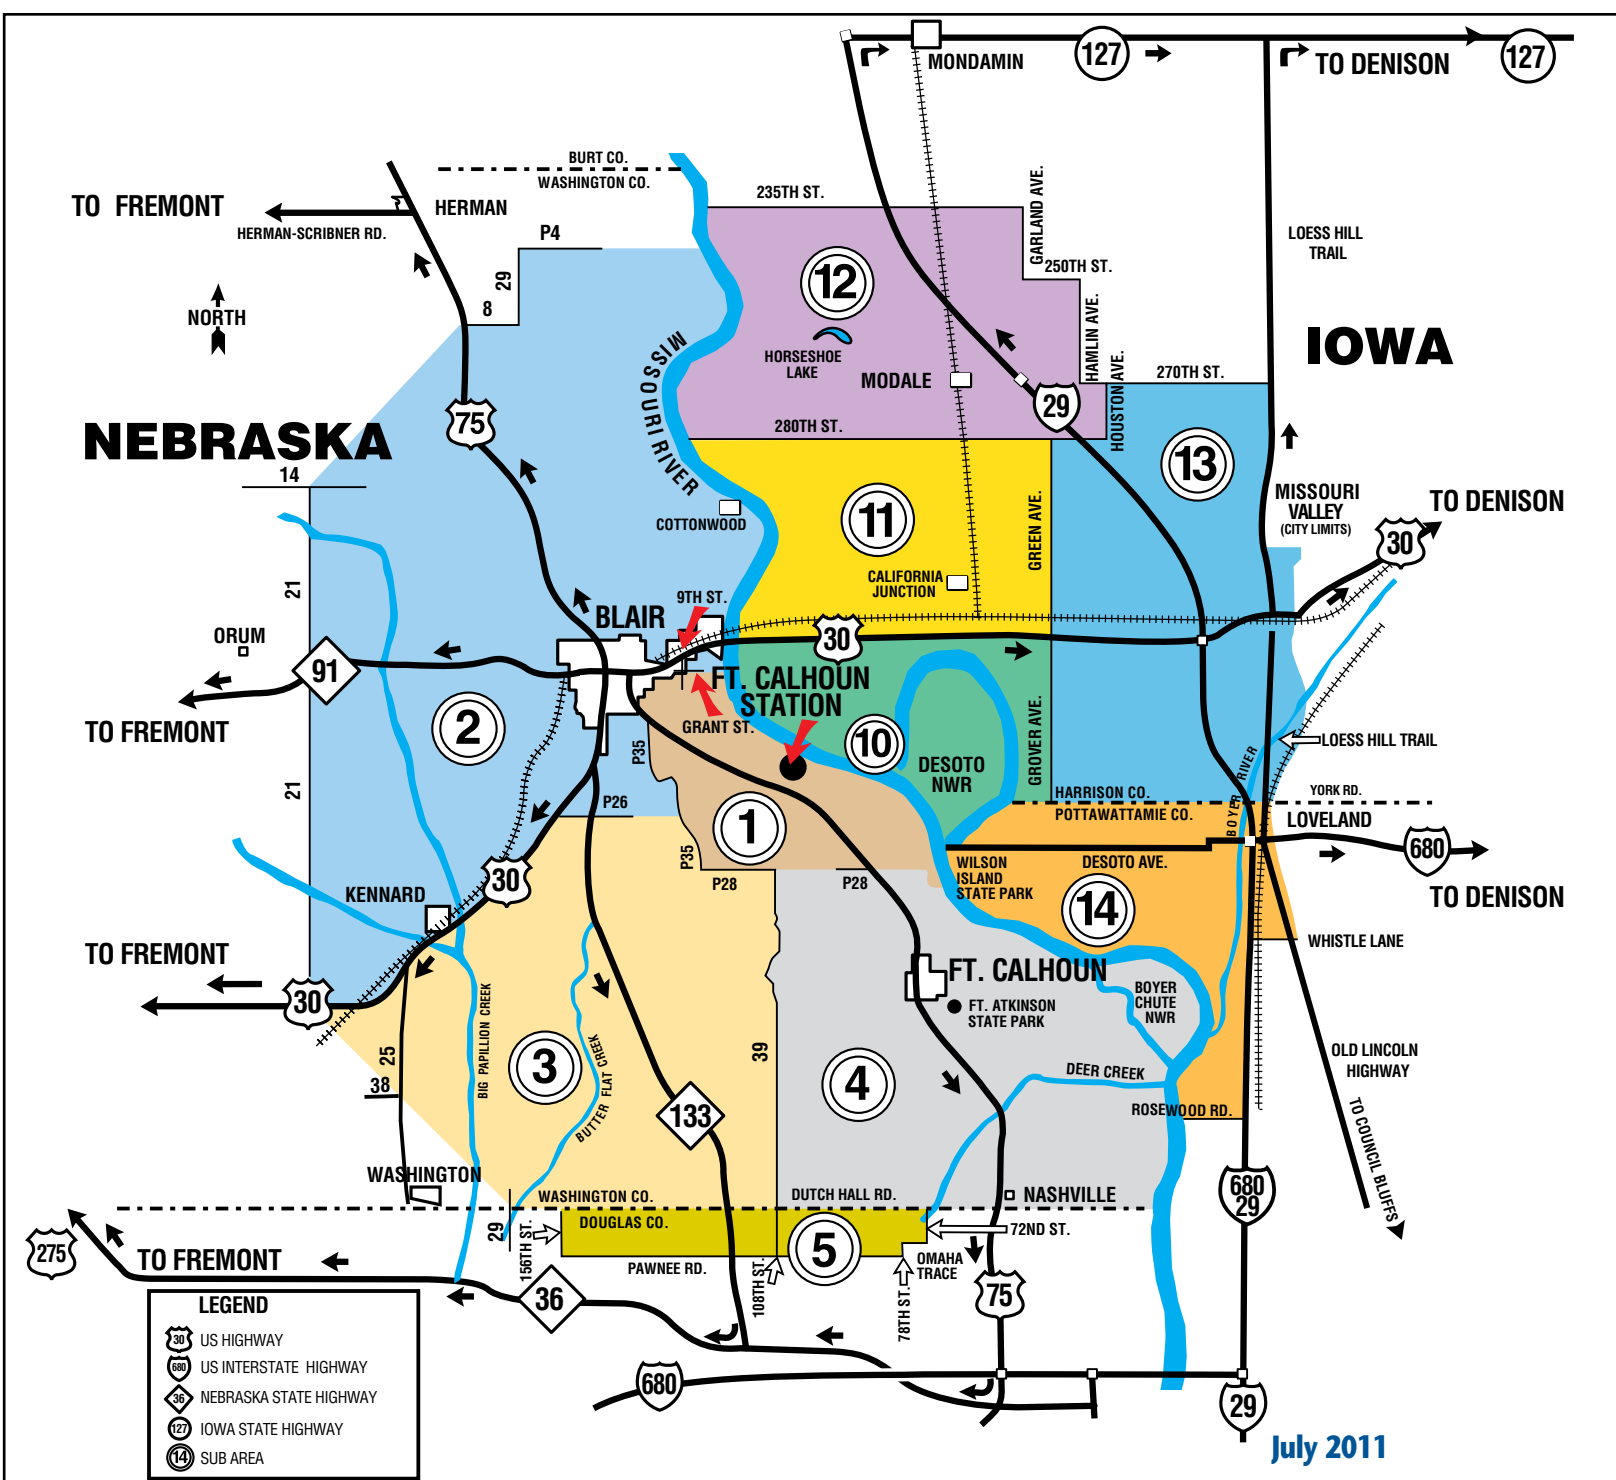 MONDAMIN
127
TO DENISON
127
BURT CO.
WASHINGTON CO.
TO FREMONT
HERMAN
HERMAN-SCRIBNER RD.
235TH ST.
GARLAND AVE.
LOESS HILL
TRAIL
P4
29
8
250TH ST.
12
NORTH
HORSESHOE
LAKE
MODALE
HAMLIN AVE.
IOWA
MISSOURI RIVER
270TH ST.
29
HOUSTON AVE.
75
NEBRASKA
280TH ST.
13
14
MISSOURI
VALLEY
(CITY LIMITS)
TO DENISON
COTTONWOOD
11
GREEN AVE.
30
CALIFORNIA
JUNCTION
21
9TH ST.
BLAIR
ORUM
30
91
FT. CALHOUN
STATION
TO FREMONT
2
GRANT ST.
10
GROVER AVE.
LOESS HILL TRAIL
P35
DESOTO
NWR
BOYER RIVER
21
P26
HARRISON CO.
YORK RD.
POTTAWATTAMIE CO.
LOVELAND
1
680
P35
WILSON
ISLAND
STATE PARK
DESOTO AVE.
P28
P28
30
KENNARD
TO DENISON
14
TO FREMONT
WHISTLE LANE
FT. CALHOUN
30
FT. ATKINSON
STATE PARK
BOYER
CHUTE
NWR
BIG PAPILLION CREEK
39
25
3
BUTTER FLAT CREEK
4
OLD LINCOLN
HIGHWAY
DEER CREEK
38
133
ROSEWOOD RD.
TO COUNCIL BLUFFS
WASHINGTON
WASHINGTON CO.
DUTCH HALL RD.
NASHVILLE
680
29
DOUGLAS CO.
29
156TH ST.
5
72ND ST.
275
TO FREMONT
PAWNEE RD.
108TH ST.
78TH ST.
OMAHA
TRACE
36
75
LEGEND
30 US HIGHWAY
680 US INTERSTATE HIGHWAY
36 NEBRASKA STATE HIGHWAY
127 IOWA STATE HIGHWAY
14 SUB AREA
680
29
July 2011